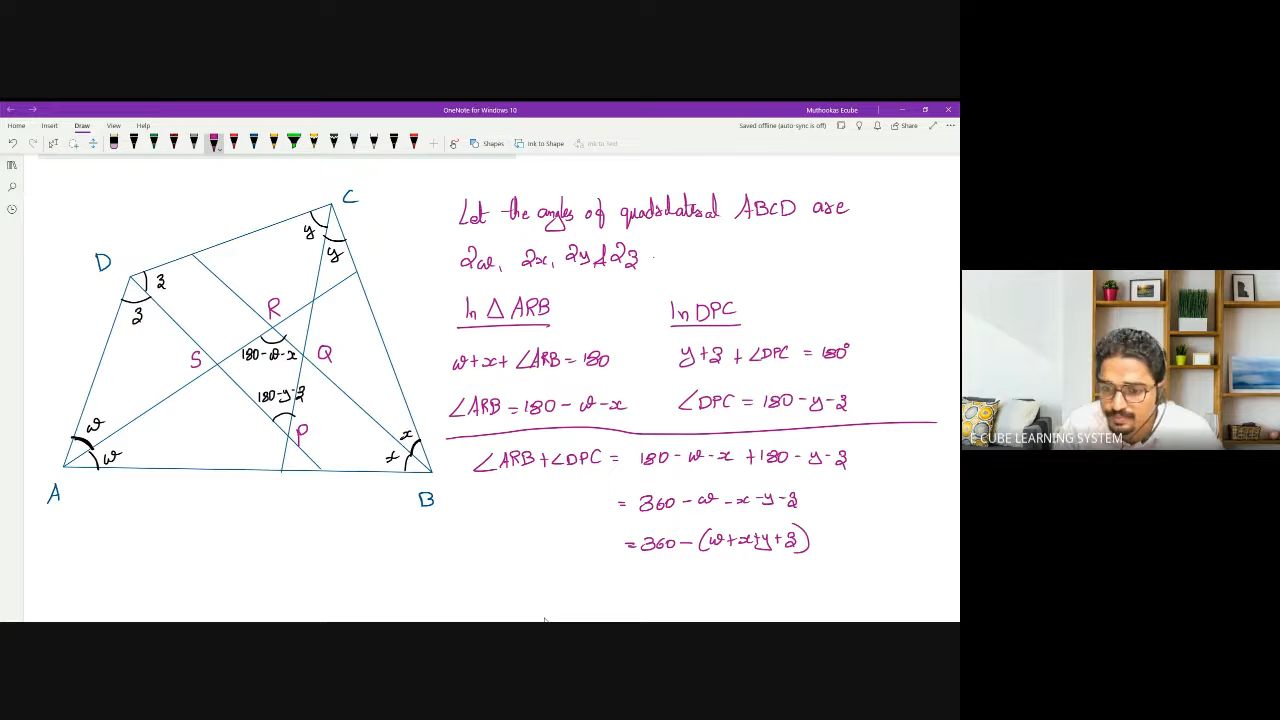 OneNote for Windows 10
Muthookas Ecube
Home Insert Draw View Help
Saved offline (auto-sync is off)
Share
Shapes
Ink to Shape
Ink to Text
C
D
y
y
z
z
R
S
180-w-x
Q
180-y-z
P
w
w
x
x
A
B
Let the angles of quadrilateral ABCD are
2w, 2x, 2y & 2z.
In △ ARB
In DPC
w+x+∠ARB = 180
y+z+∠DPC = 180°
∠ARB = 180 - w - x
∠DPC = 180 - y - z
∠ARB + ∠DPC = 180 - w - x + 180 - y - z
= 360 - w - x - y - z
= 360 - (w+x+y+z)
E CUBE LEARNING SYSTEM